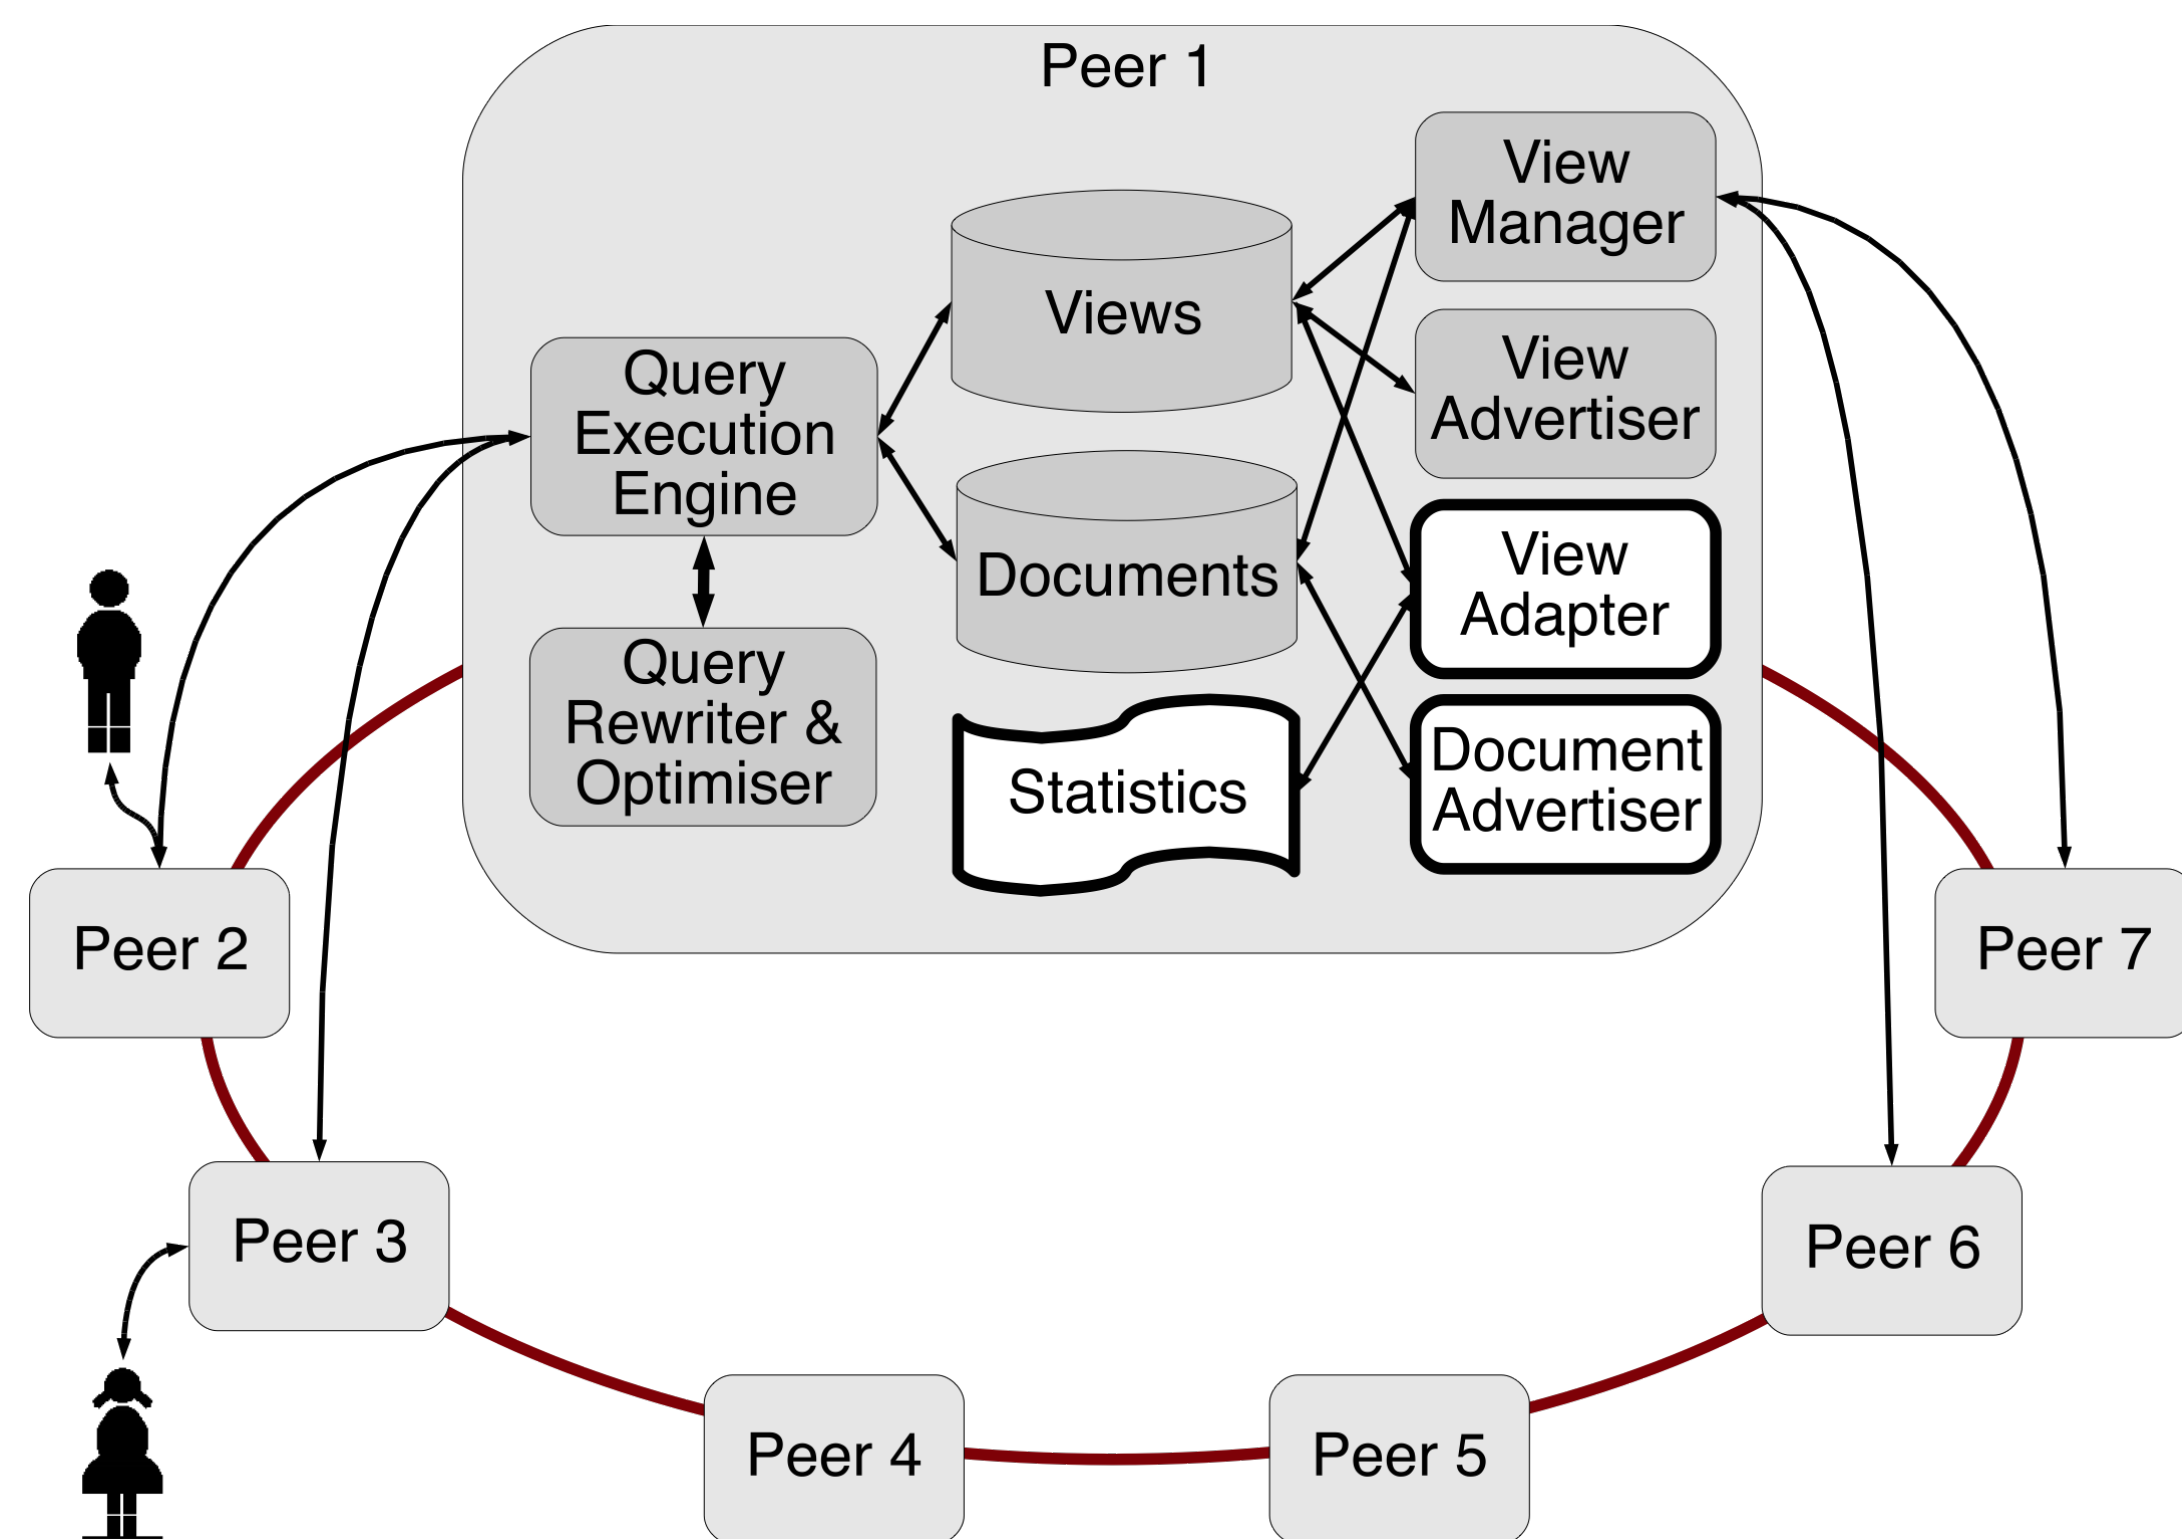 Peer 1
View
Manager
Views
View
Advertiser
Query
Execution
Engine
Documents
View
Adapter
Query
Rewriter &
Optimiser
Statistics
Document
Advertiser
Peer 2
Peer 7
Peer 3
Peer 6
Peer 4
Peer 5